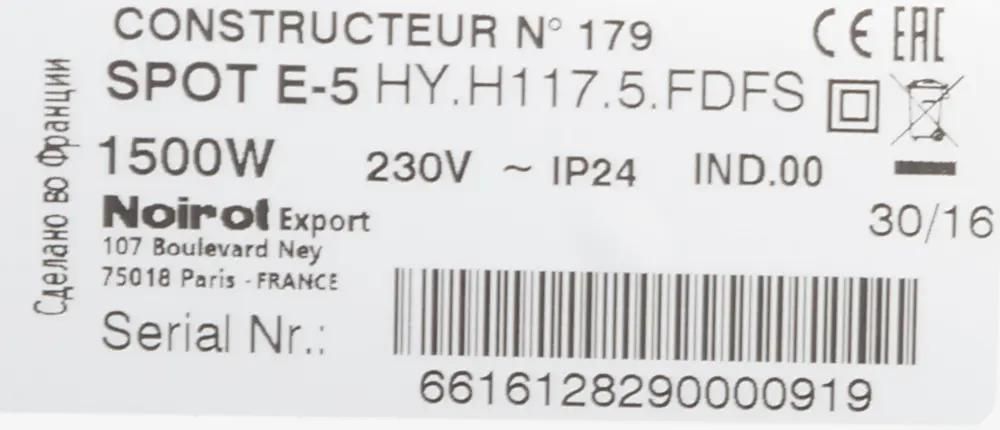 CONSTRUCTEUR N° 179
SPOT E-5 HY.H117.5.FDFS
1500W 230V ~ IP24 IND.00
Noirot Export
30/16
107 Boulevard Ney
75018 Paris - FRANCE
Serial Nr.:
6616128290000919
Сделано во Франции
CE EAC